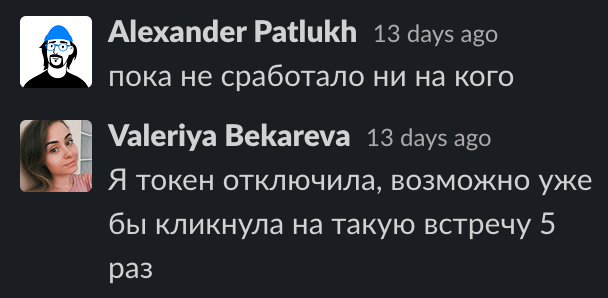 Alexander Patlukh 13 days ago
пока не сработало ни на кого
Valeriya Bekareva 13 days ago
Я токен отключила, возможно уже
бы кликнула на такую встречу 5
раз